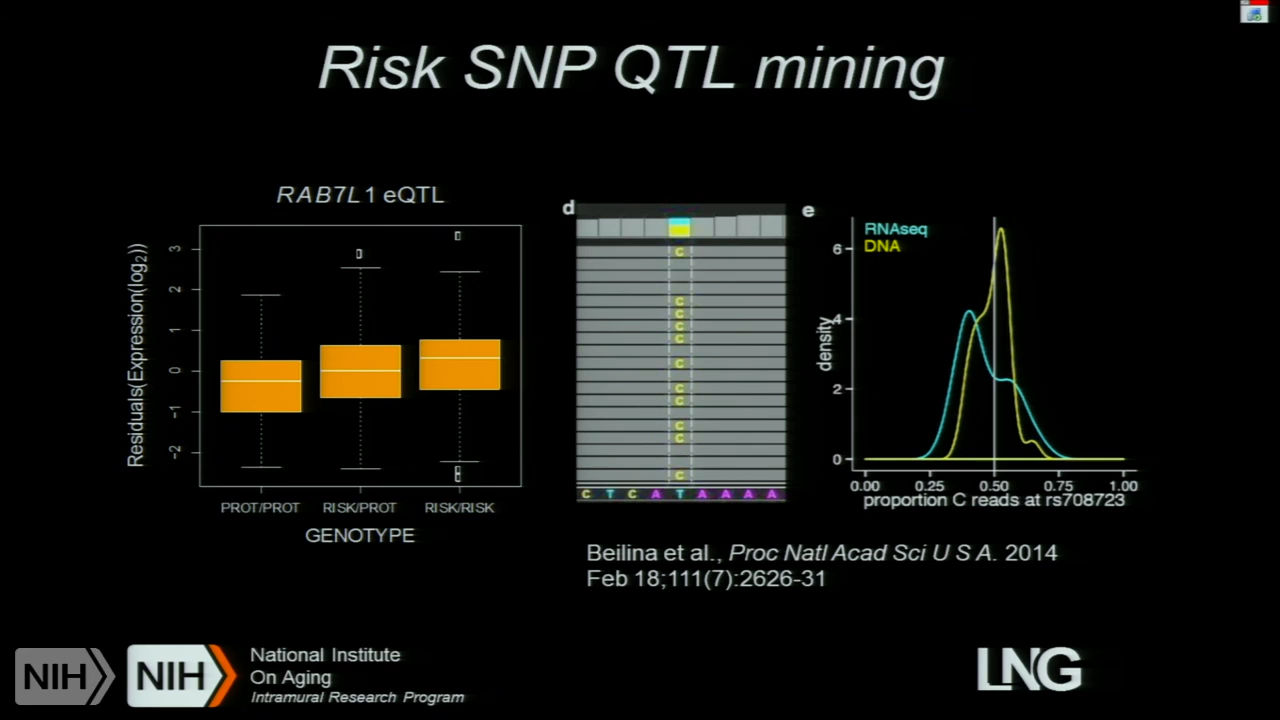 Risk SNP QTL mining
RAB7L1 eQTL
Residuals(Expression(log2))
3
2
1
0
−1
−2
PROT/PROT RISK/PROT RISK/RISK
GENOTYPE
d
C
C
C
C
C
C
C
C
C
C
C
C T C A T A A A A
e
RNAseq
DNA
density
6
4
2
0
0.00 0.25 0.50 0.75 1.00
proportion C reads at rs708723
Beilina et al., Proc Natl Acad Sci U S A. 2014
Feb 18;111(7):2626-31
NIH
NIH
National Institute
On Aging
Intramural Research Program
LNG